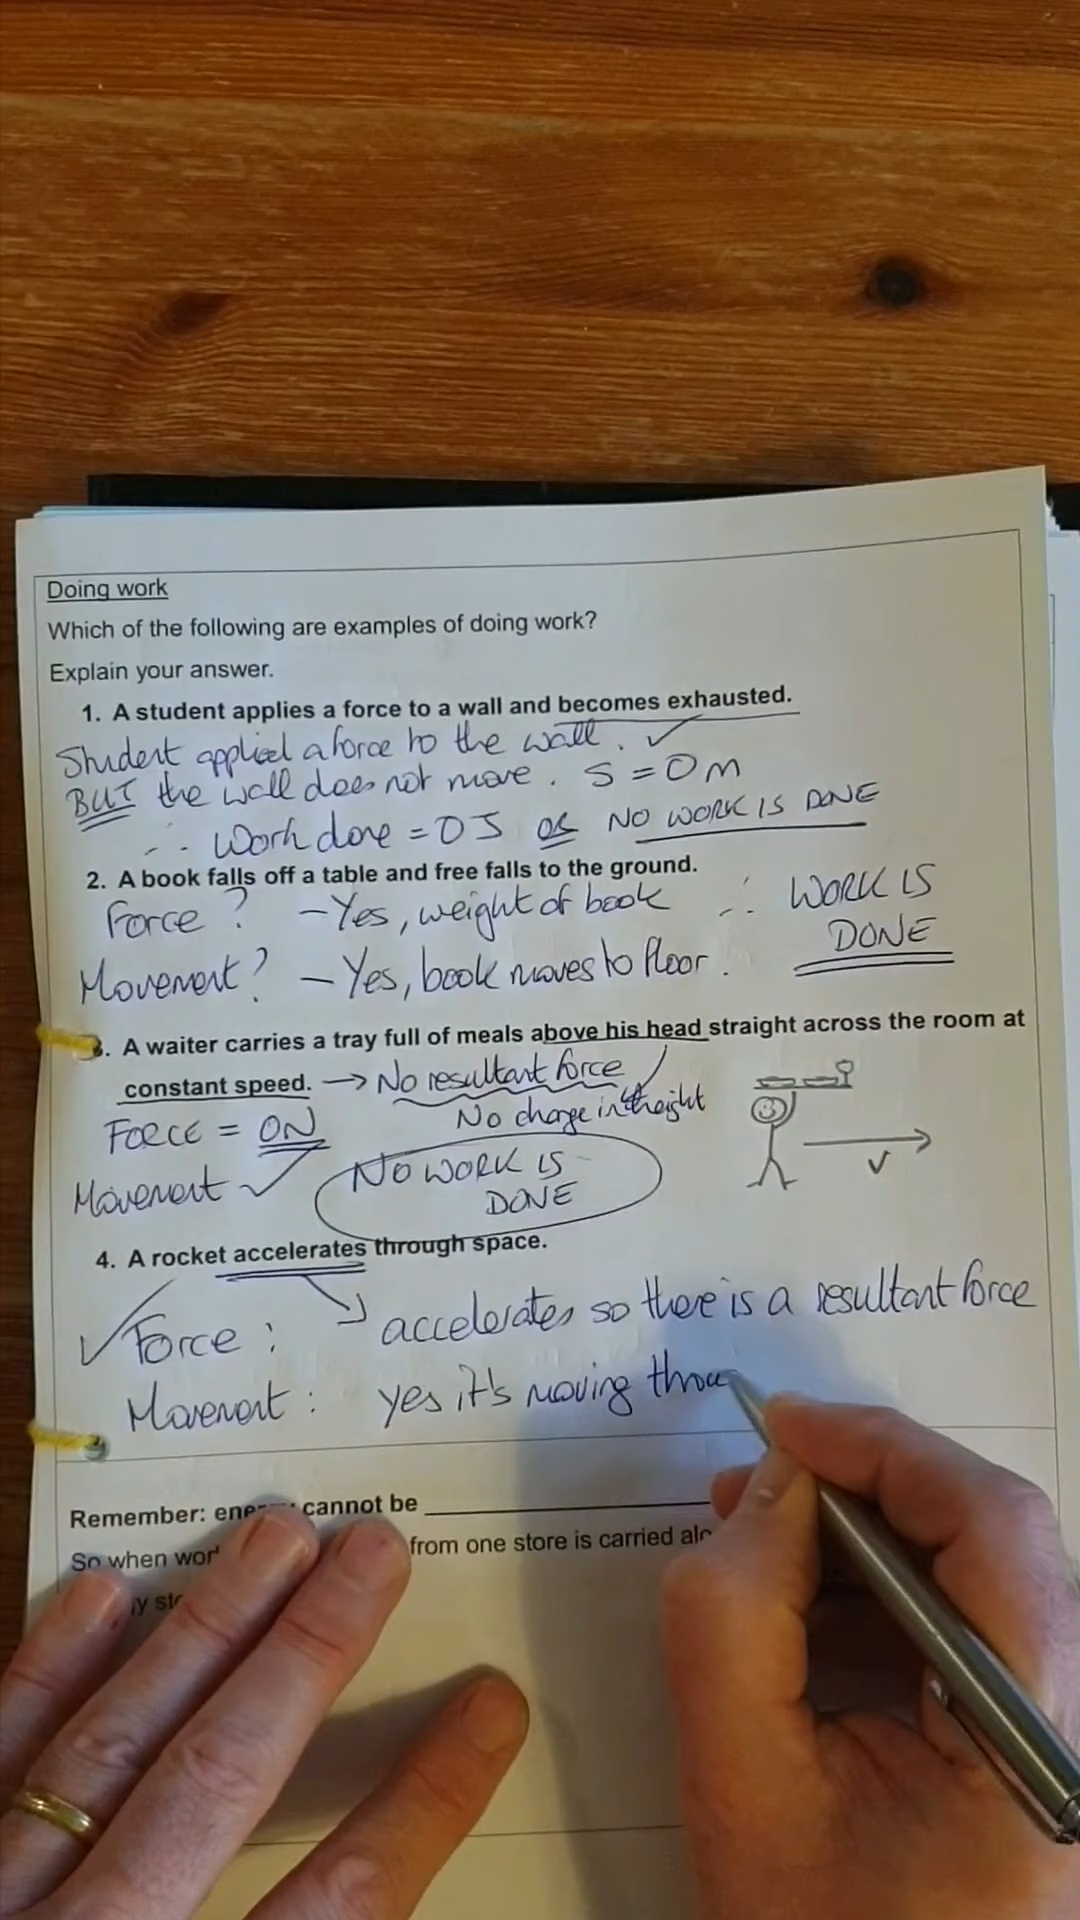 Doing work
Which of the following are examples of doing work?
Explain your answer.
1. A student applies a force to a wall and becomes exhausted.
Student applied a force to the wall. ✓
BUT the wall does not move. S = 0 m
∴ Work done = 0 J or NO WORK IS DONE
2. A book falls off a table and free falls to the ground.
Force? – Yes, weight of book ∴ WORK IS
DONE
Movement? – Yes, book moves to floor.
3. A waiter carries a tray full of meals above his head straight across the room at
constant speed. → No resultant force
No change in height
FORCE = 0N
Movement ✓
NO WORK IS
DONE
V
4. A rocket accelerates through space.
✓ Force : accelerates so there is a resultant force
Movement : yes it's moving throu
Remember: cannot be
So when from one store is carried